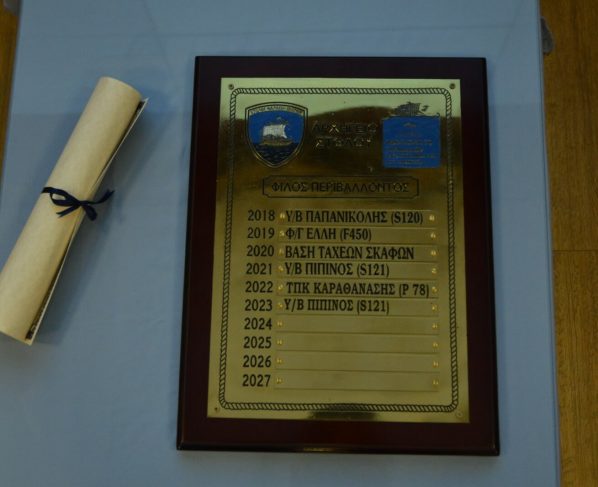 ΑΡΧΗΓΕΙΟ
ΣΤΟΛΟΥ
ΦΙΛΟΣ ΠΕΡΙΒΑΛΛΟΝΤΟΣ
2018 Υ/Β ΠΑΠΑΝΙΚΟΛΗΣ (S120)
2019 Φ/Γ ΕΛΛΗ (F450)
2020 ΒΑΣΗ ΤΑΧΕΩΝ ΣΚΑΦΩΝ
2021 Υ/Β ΠΙΠΙΝΟΣ (S121)
2022 ΤΠΚ ΚΑΡΑΘΑΝΑΣΗΣ (P 78)
2023 Υ/Β ΠΙΠΙΝΟΣ (S121)
2024
2025
2026
2027